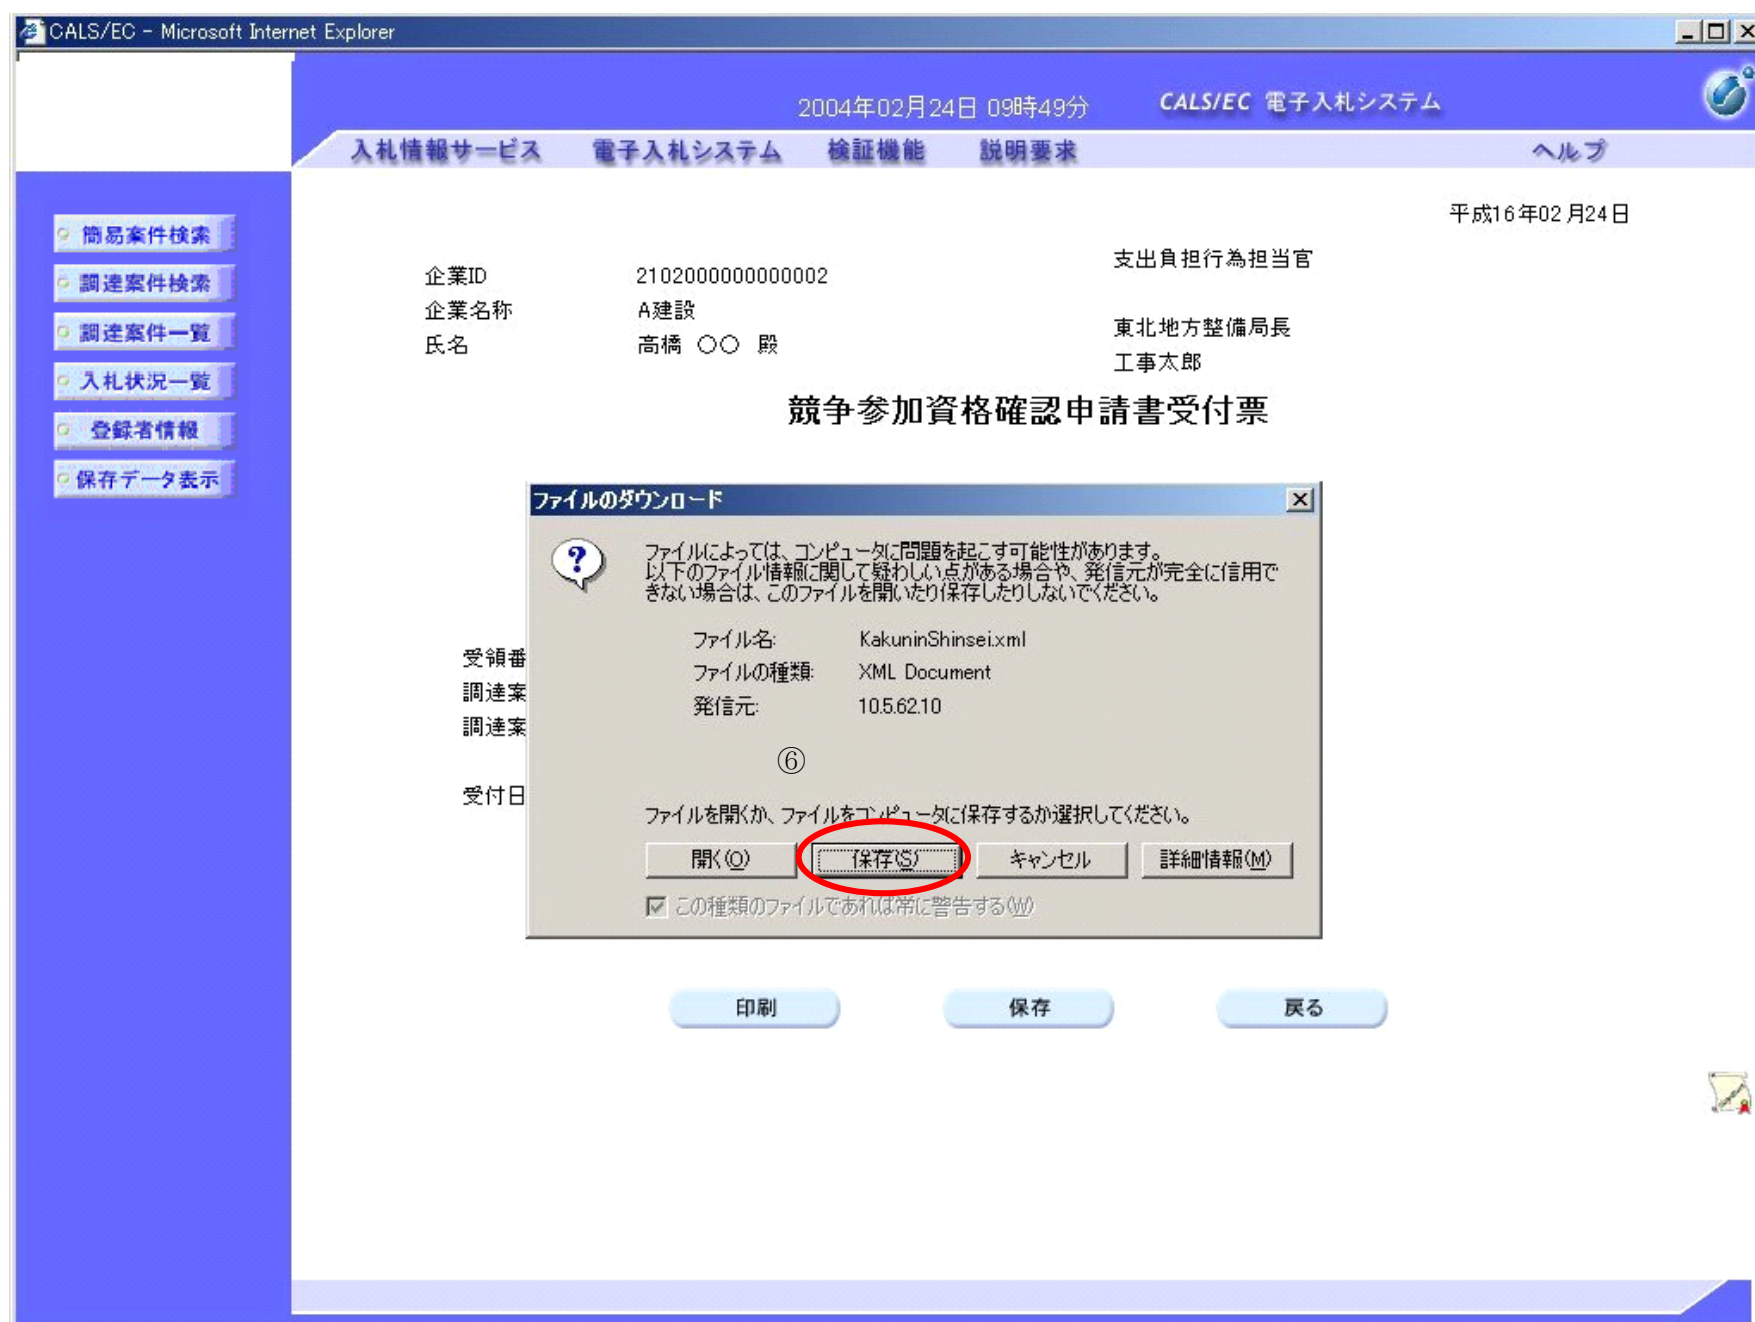 CALS/EC - Microsoft Internet Explorer
2004年02月24日 09時49分
CALS/EC 電子入札システム
入札情報サービス 電子入札システム 検証機能 説明要求 ヘルプ
簡易案件検索
調達案件検索
調達案件一覧
入札状況一覧
登録者情報
保存データ表示
平成16年02月24日
支出負担行為担当官
企業ID 2102000000000002
企業名称 A建設
東北地方整備局長
氏名 高橋 〇〇 殿
工事太郎
競争参加資格確認申請書受付票
ファイルのダウンロード
ファイルによっては、コンピュータに問題を起こす可能性があります。
以下のファイル情報に関して疑わしい点がある場合や、発信元が完全に信用で
きない場合は、このファイルを開いたり保存したりしないでください。
ファイル名: KakuninShinsei.xml
ファイルの種類: XML Document
発信元: 10.5.62.10
受領番
調達案
調達案
⑥
受付日
ファイルを開くか、ファイルをコンピュータに保存するか選択してください。
開く(O) 保存(S) キャンセル 詳細情報(M)
この種類のファイルであれば常に警告する(W)
印刷 保存 戻る